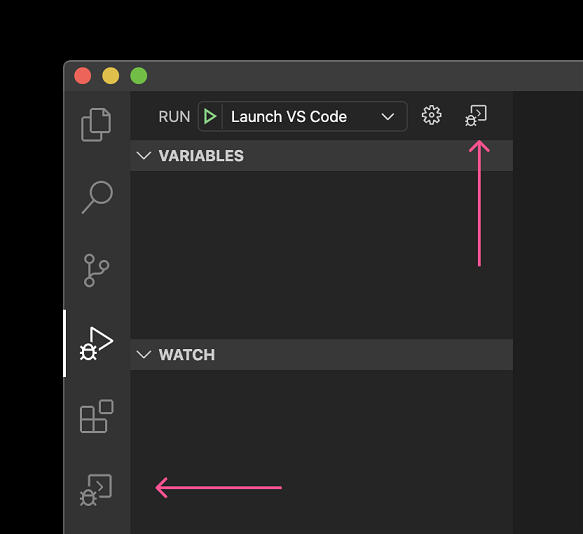 RUN Launch VS Code
VARIABLES
WATCH